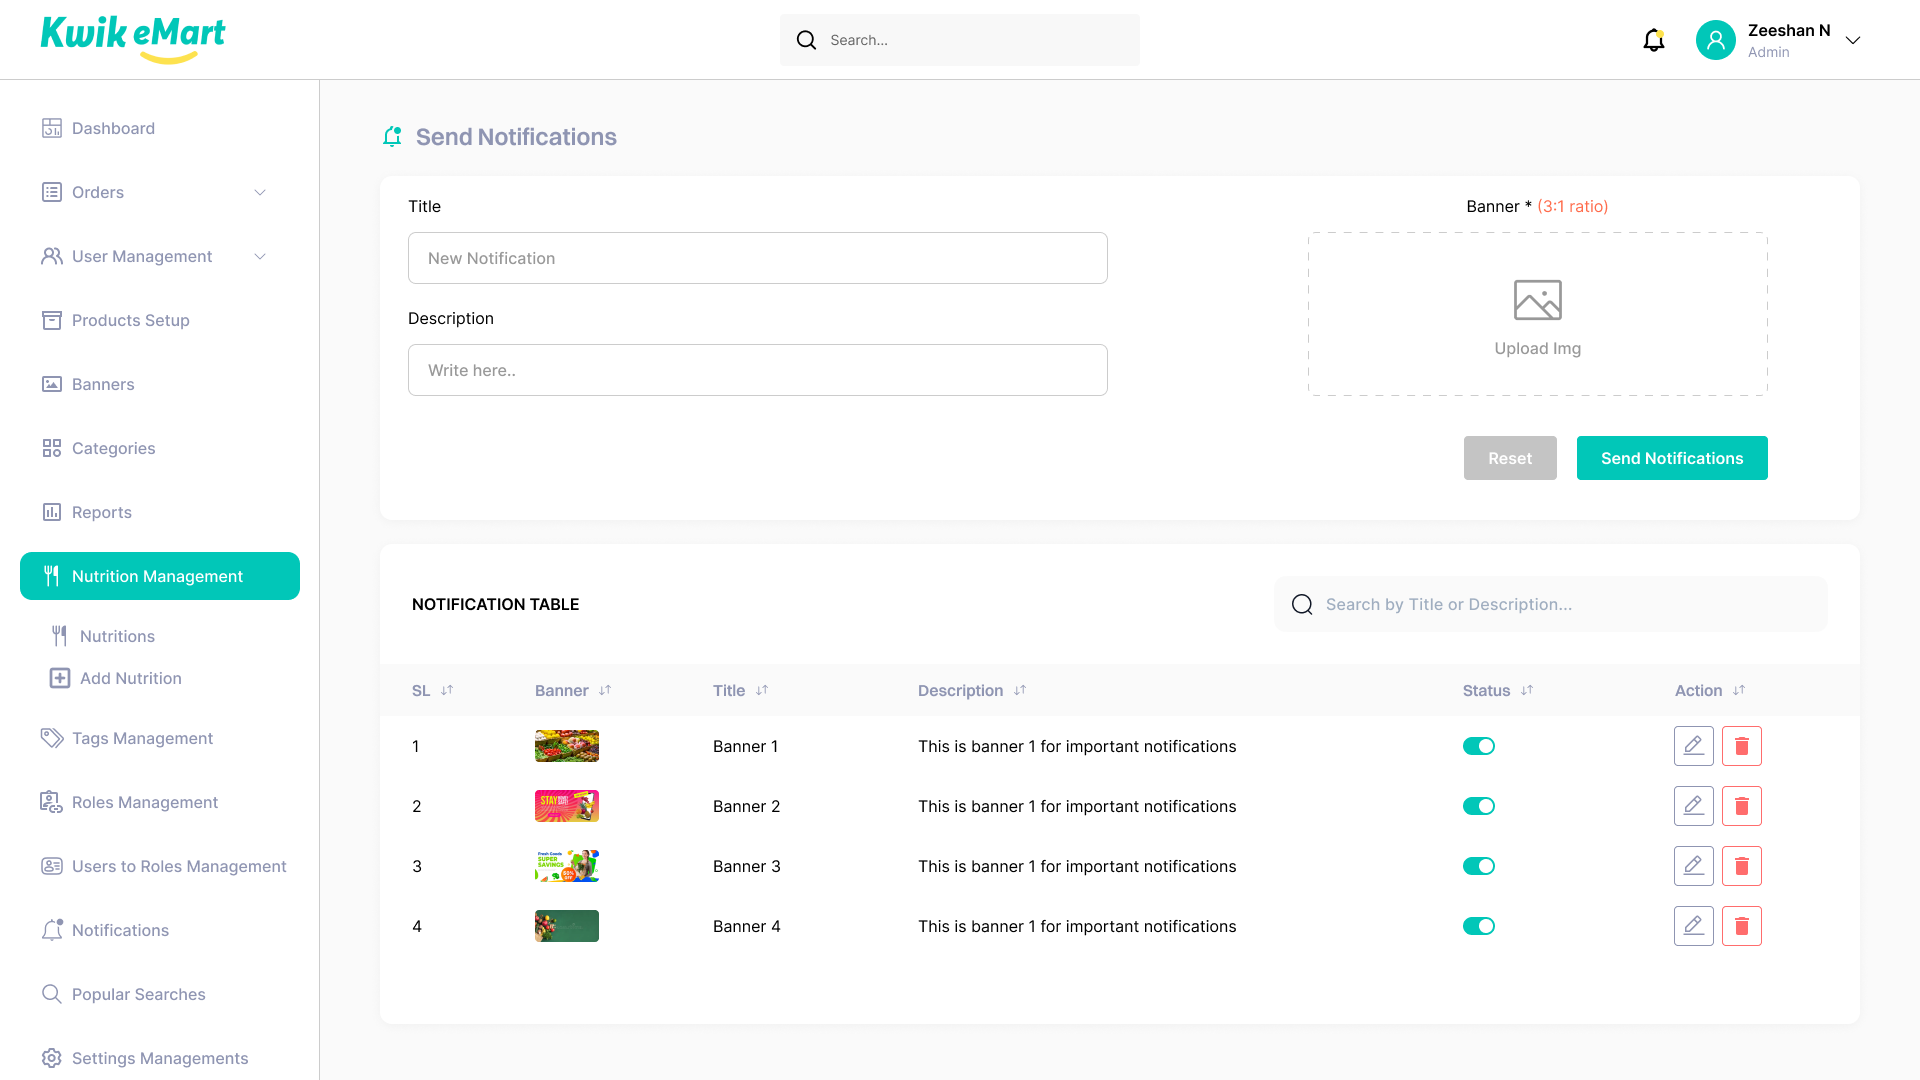 Kwik eMart
Search...
Zeeshan N
Admin
Dashboard
Orders
User Management
Products Setup
Banners
Categories
Reports
Nutrition Management
Nutritions
Add Nutrition
Tags Management
Roles Management
Users to Roles Management
Notifications
Popular Searches
Settings Managements
Send Notifications
Title
New Notification
Description
Write here..
Banner * (3:1 ratio)
Upload Img
Reset
Send Notifications
NOTIFICATION TABLE
Search by Title or Description...
SL Banner Title Description Status Action
1 Banner 1 This is banner 1 for important notifications
STAY
2 Banner 2 This is banner 1 for important notifications
Fresh Goods
SUPER
SAVINGS
3 Banner 3 This is banner 1 for important notifications
4 Banner 4 This is banner 1 for important notifications